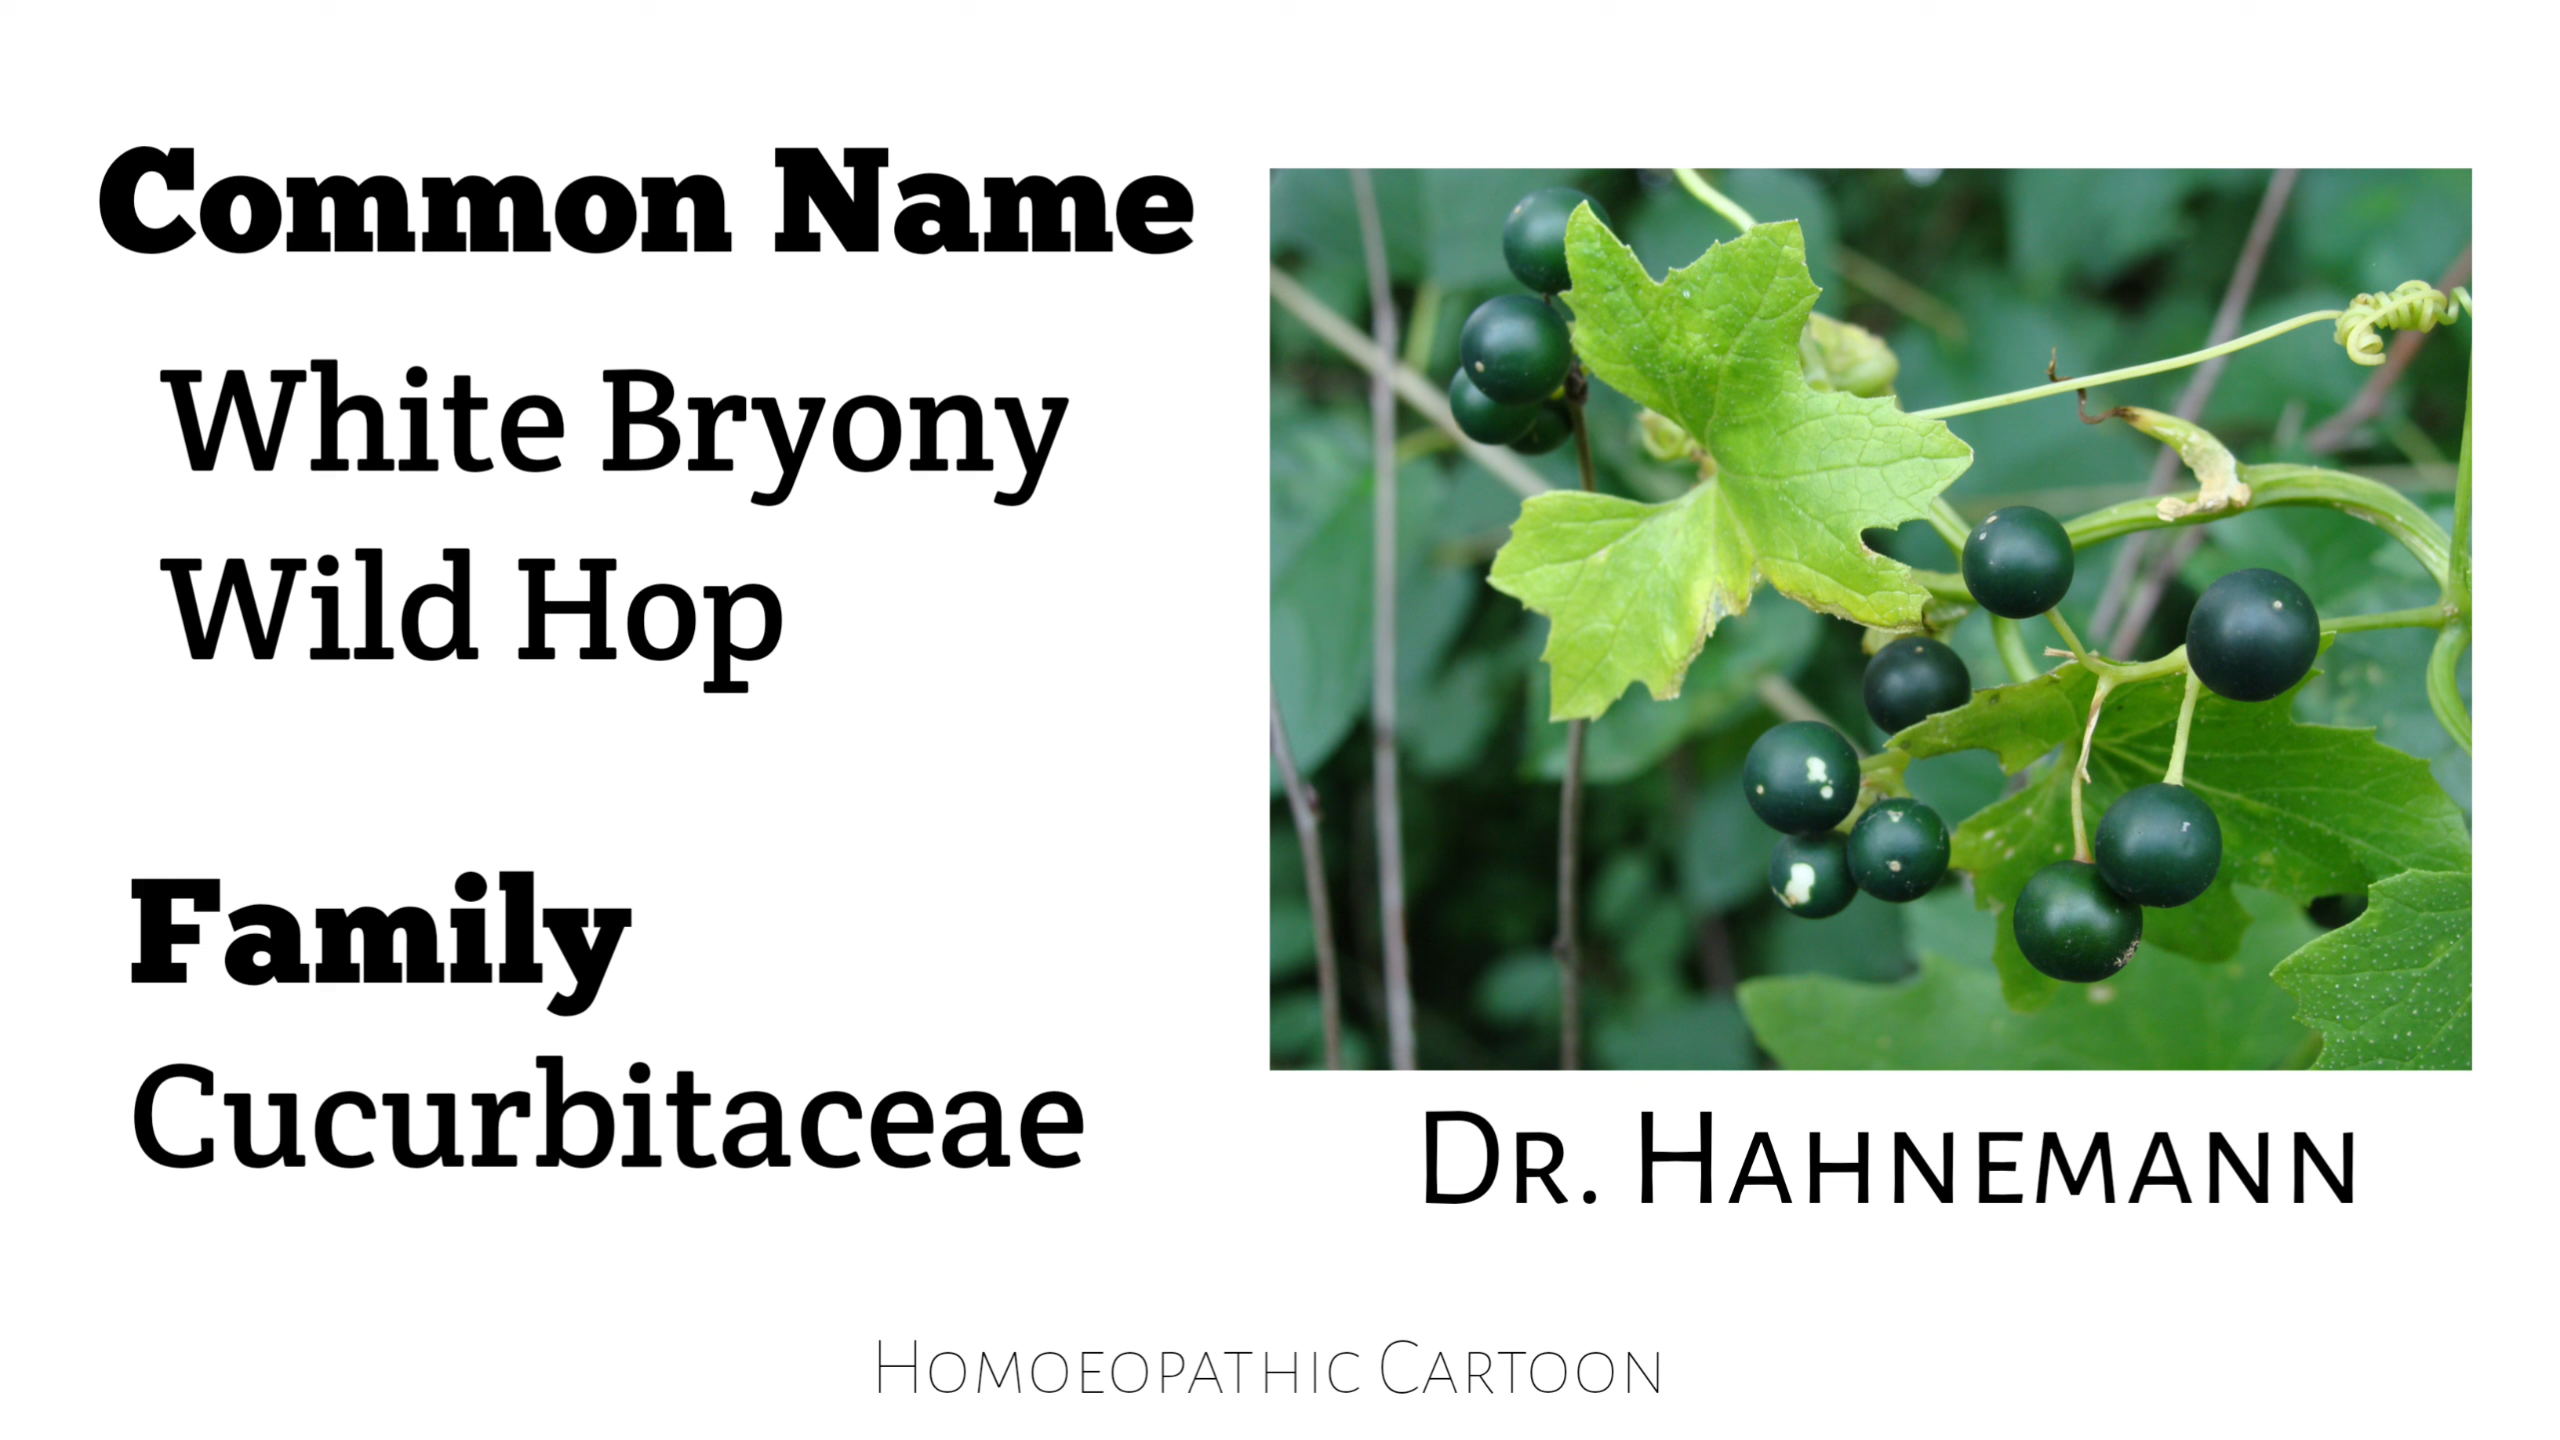 Common Name
White Bryony
Wild Hop
Family
Cucurbitaceae
Dr. Hahnemann
Homoeopathic Cartoon